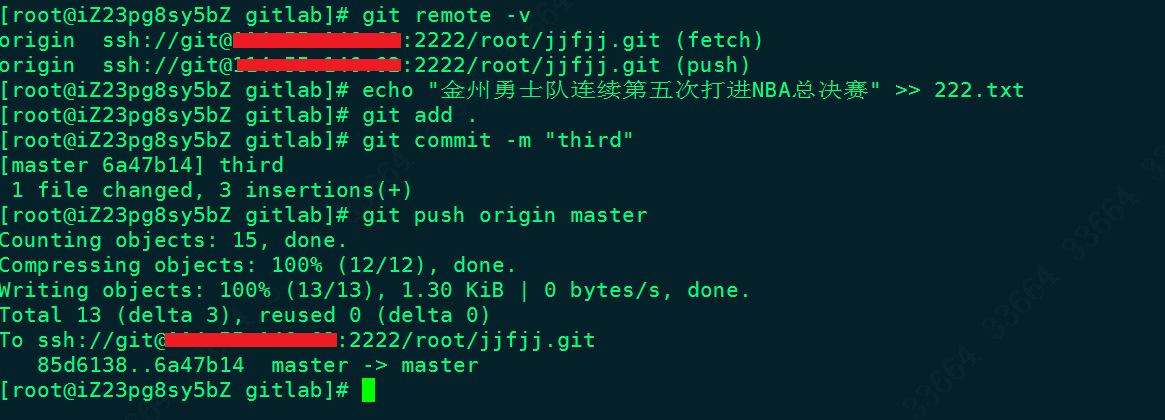 [root@iZ23pg8sy5bZ gitlab]# git remote -v
origin  ssh://git@:2222/root/jjfjj.git (fetch)
origin  ssh://git@:2222/root/jjfjj.git (push)
[root@iZ23pg8sy5bZ gitlab]# echo "金州勇士队连续第五次打进NBA总决赛" >> 222.txt
[root@iZ23pg8sy5bZ gitlab]# git add .
[root@iZ23pg8sy5bZ gitlab]# git commit -m "third"
[master 6a47b14] third
 1 file changed, 3 insertions(+)
[root@iZ23pg8sy5bZ gitlab]# git push origin master
Counting objects: 15, done.
Compressing objects: 100% (12/12), done.
Writing objects: 100% (13/13), 1.30 KiB | 0 bytes/s, done.
Total 13 (delta 3), reused 0 (delta 0)
To ssh://git@:2222/root/jjfjj.git
   85d6138..6a47b14  master -> master
[root@iZ23pg8sy5bZ gitlab]#
33664
33664